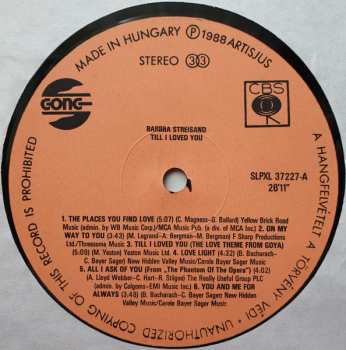 MADE IN HUNGARY Ⓟ 1988 ARTISJUS
STEREO 33
GONG
CBS
BARBRA STREISAND
TILL I LOVED YOU
SLPXL 37227-A
26'11"
1. THE PLACES YOU FIND LOVE (5:07) (C. Magness-G. Ballard) Yellow Brick Road
Music (admin. by WB Music Corp.)/MCA Music Pub. (a div. of MCA Inc.) 2. ON MY
WAY TO YOU (3:43) (M. Legrand-A. Bergman-M. Bergman) F Sharp Productions
Ltd./Threesome Music 3. TILL I LOVED YOU (THE LOVE THEME FROM GOYA)
(5:09) (M. Yeston) Yeston Music Ltd. 4. LOVE LIGHT (4:32) (B. Bacharach-
C. Bayer Sager) New Hidden Valley Music/Carole Bayer Sager Music
5. ALL I ASK OF YOU (From „The Phantom Of The Opera") (4:02)
(A. Lloyd Webber-C. Hart-R. Stilgoe) The Really Useful Group PLC
(admin by Colgems-EMI Music Inc.) 6. YOU AND ME FOR
ALWAYS (3:52) (B. Bacharach-C. Bayer Sager) New Hidden
Valley Music/Carole Bayer Sager Music
A HANGFELVÉTELT A TÖRVÉNY VÉDI • UNAUTHORIZED COPYING OF THIS RECORD IS PROHIBITED